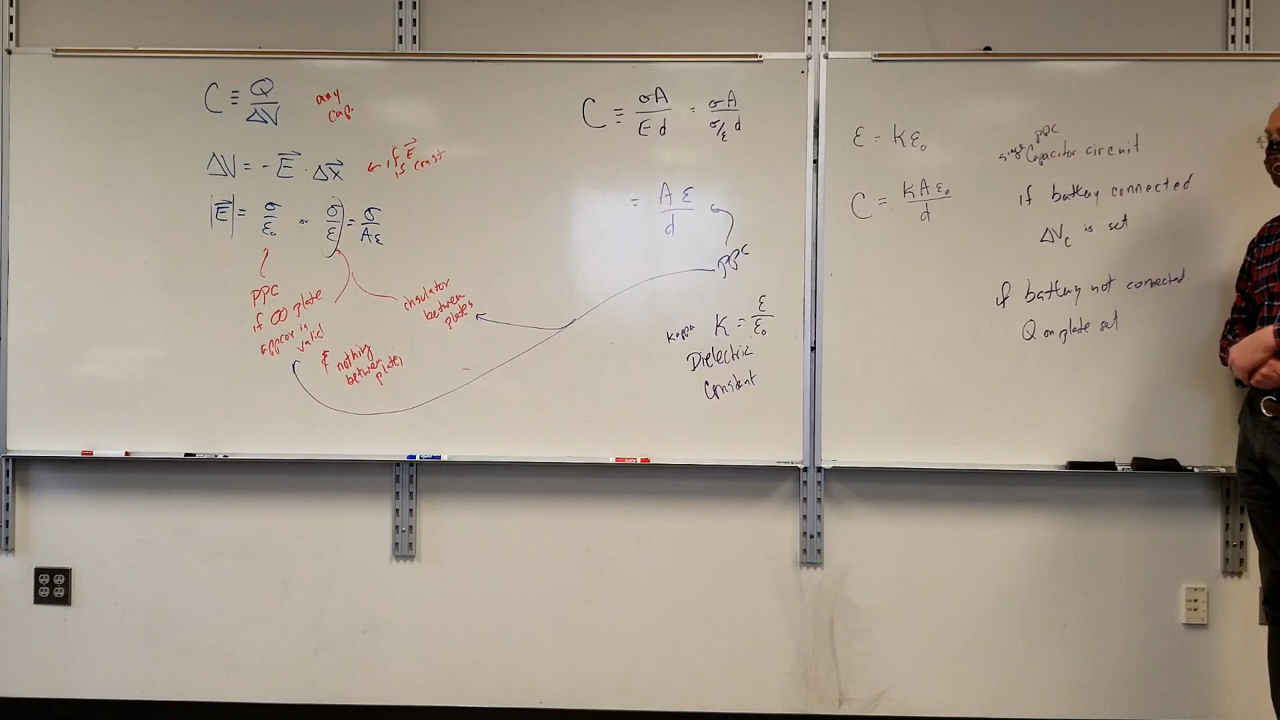 C ≡ Q/ΔV
any
cap.
ΔV = -E⃗ · Δx⃗
← if E⃗
is const
|E⃗| = σ/ε₀ or σ/ε = σ/Aε
PPC
if ∞ plate
approx is
valid
& nothing
between plates
insulator
between
plates
C ≡ σA/Ed = σA/(σ/ε d)
= Aε/d
PPC
kappa K = ε/ε₀
Dielectric
Constant
ε = kε₀
C = kAε₀/d
PPC
single Capacitor circuit
if battery connected
ΔV_c is set
if battery not connected
Q on plate set